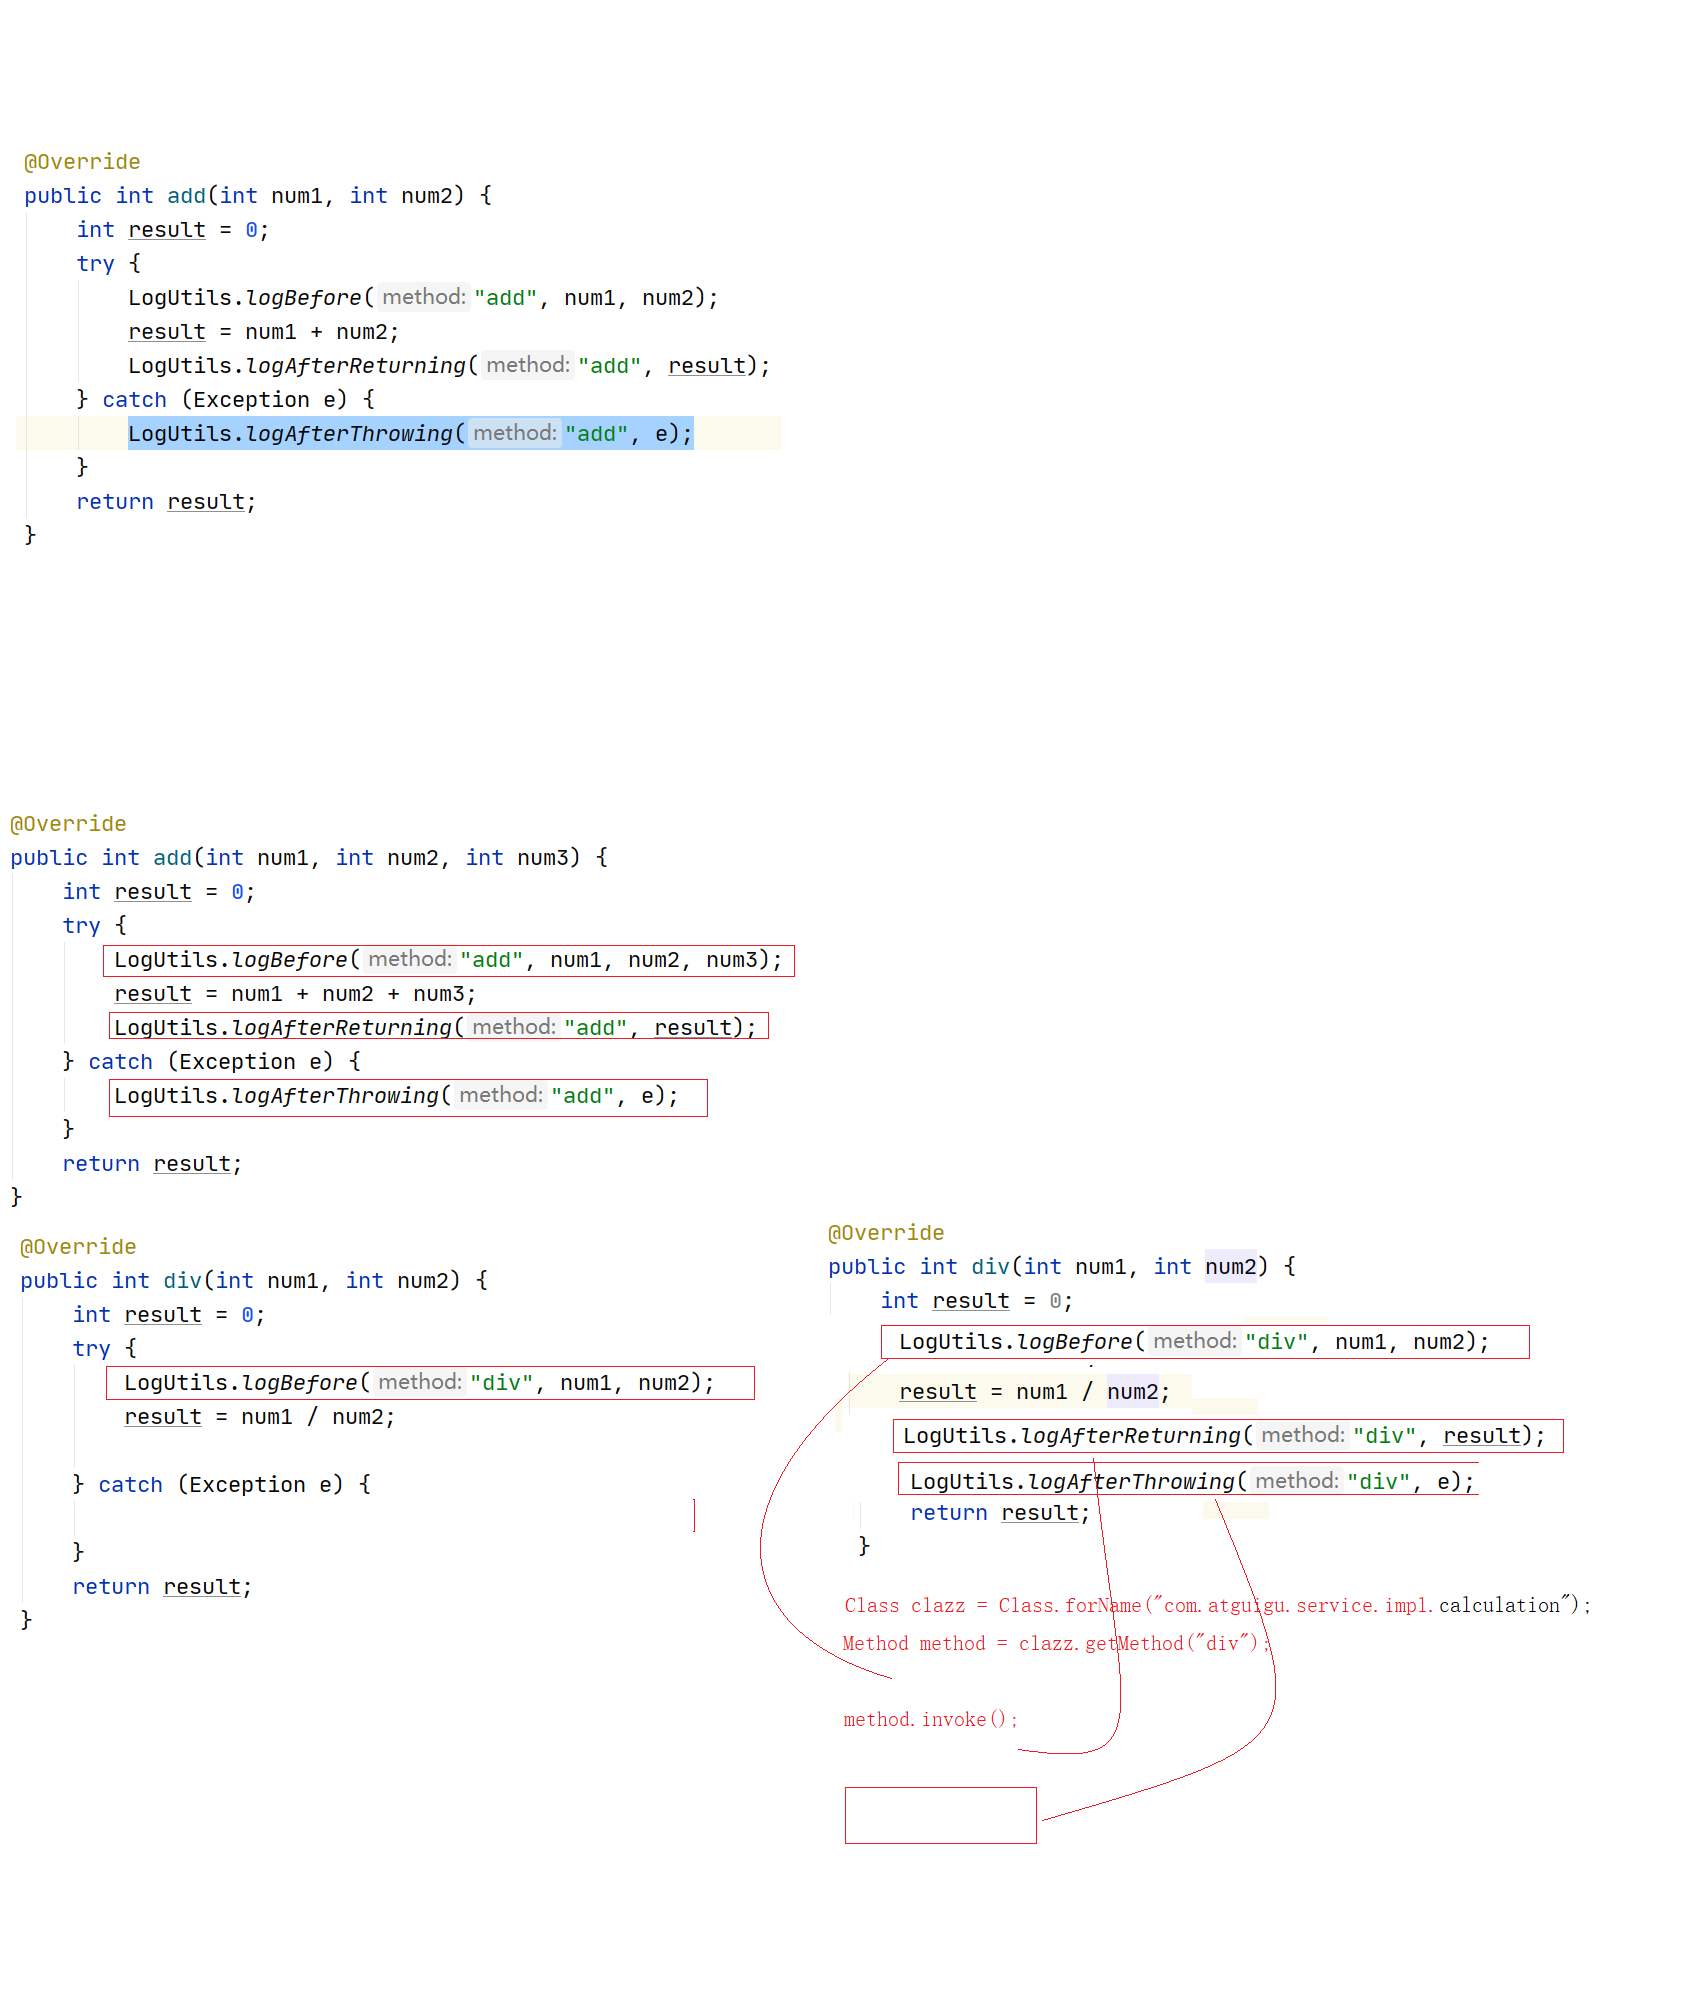 @Override
public int add(int num1, int num2) {
int result = 0;
try {
LogUtils.logBefore( method: "add", num1, num2);
result = num1 + num2;
LogUtils.logAfterReturning( method: "add", result);
} catch (Exception e) {
LogUtils.logAfterThrowing( method: "add", e);
}
return result;
}
@Override
public int add(int num1, int num2, int num3) {
int result = 0;
try {
LogUtils.logBefore( method: "add", num1, num2, num3);
result = num1 + num2 + num3;
LogUtils.logAfterReturning( method: "add", result);
} catch (Exception e) {
LogUtils.logAfterThrowing( method: "add", e);
}
return result;
}
@Override
public int div(int num1, int num2) {
int result = 0;
try {
LogUtils.logBefore( method: "div", num1, num2);
result = num1 / num2;
} catch (Exception e) {
}
return result;
}
@Override
public int div(int num1, int num2) {
int result = 0;
LogUtils.logBefore( method: "div", num1, num2);
result = num1 / num2;
LogUtils.logAfterReturning( method: "div", result);
LogUtils.logAfterThrowing( method: "div", e);
return result;
}
Class clazz = Class.forName("com.atguigu.service.impl.calculation");
Method method = clazz.getMethod("div");
method.invoke();